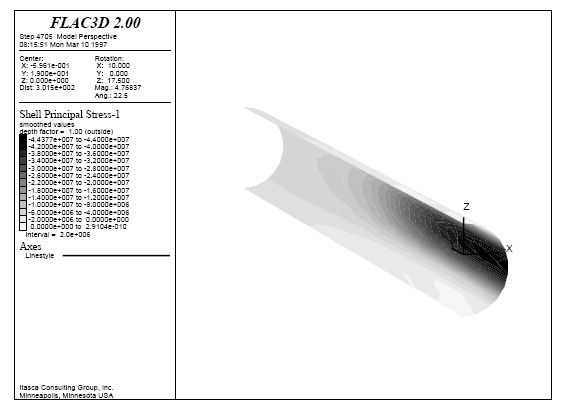 FLAC3D 2.00
Step 4705 Model Perspective
08:15:51 Mon Mar 10 1997
Center:
X: -5.961e-001
Y: 1.900e+001
Z: 0.000e+000
Dist: 3.015e+002
Rotation:
X: 10.000
Y: 0.000
Z: 17.500
Mag.: 4.76837
Ang.: 22.5
Shell Principal Stress-1
smoothed values
depth factor = 1.00 (outside)
-4.4377e+007 to -4.4000e+007
-4.2000e+007 to -4.0000e+007
-3.8000e+007 to -3.6000e+007
-3.4000e+007 to -3.2000e+007
-3.0000e+007 to -2.8000e+007
-2.6000e+007 to -2.4000e+007
-2.2000e+007 to -2.0000e+007
-1.8000e+007 to -1.6000e+007
-1.4000e+007 to -1.2000e+007
-1.0000e+007 to -8.0000e+006
-6.0000e+006 to -4.0000e+006
-2.0000e+006 to 0.0000e+000
0.0000e+000 to 2.9104e-010
interval = 2.0e+006
Axes
Linestyle
Z
X
Itasca Consulting Group, Inc.
Minneapolis, Minnesota USA